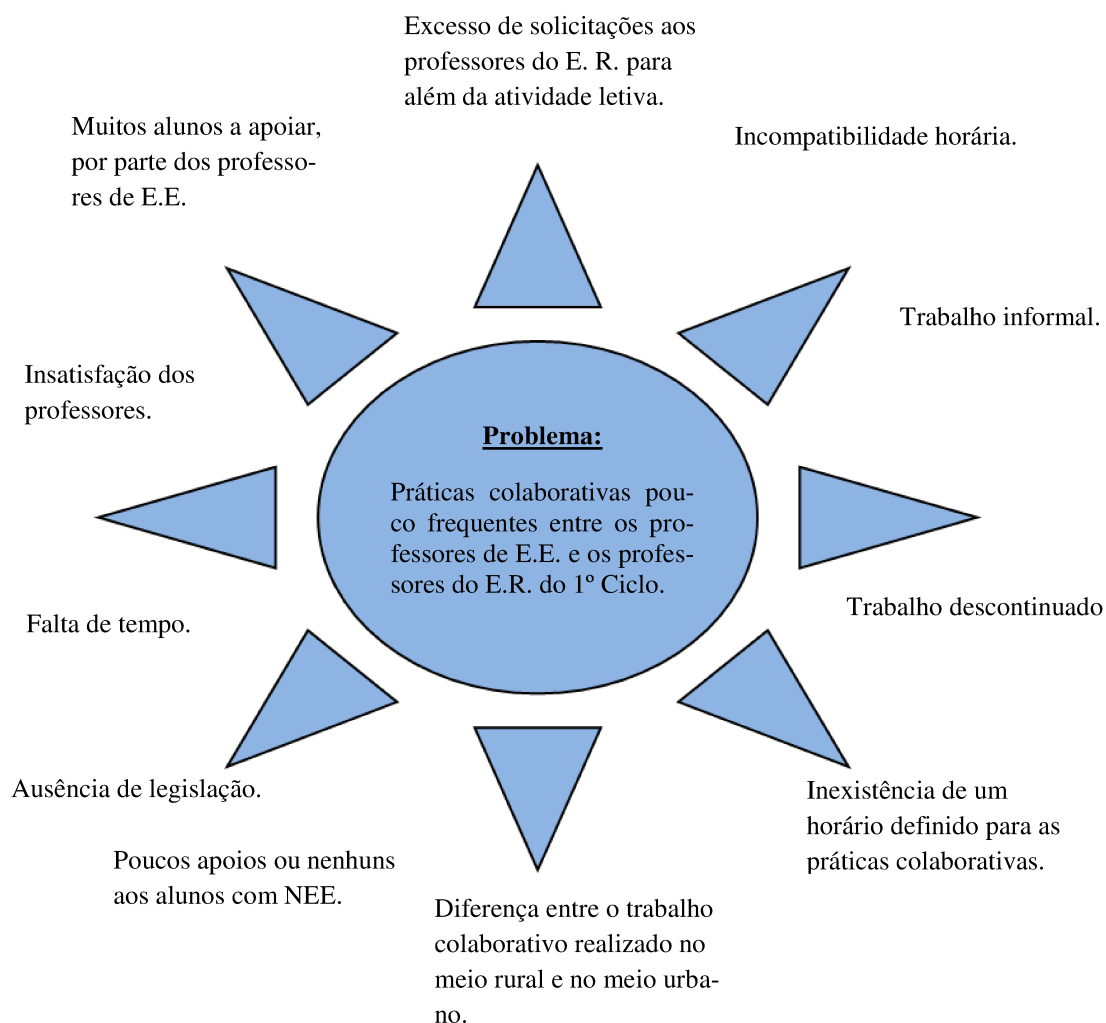 Excesso de solicitações aos
professores do E. R. para
além da atividade letiva.
Muitos alunos a apoiar,
por parte dos professo-
res de E.E.
Incompatibilidade horária.
Trabalho informal.
Insatisfação dos
professores.
Problema:
Práticas colaborativas pou-
co frequentes entre os pro-
fessores de E.E. e os profes-
sores do E.R. do 1º Ciclo.
Trabalho descontinuado
Falta de tempo.
Ausência de legislação.
Inexistência de um
horário definido para as
práticas colaborativas.
Poucos apoios ou nenhuns
aos alunos com NEE.
Diferença entre o trabalho
colaborativo realizado no
meio rural e no meio urba-
no.